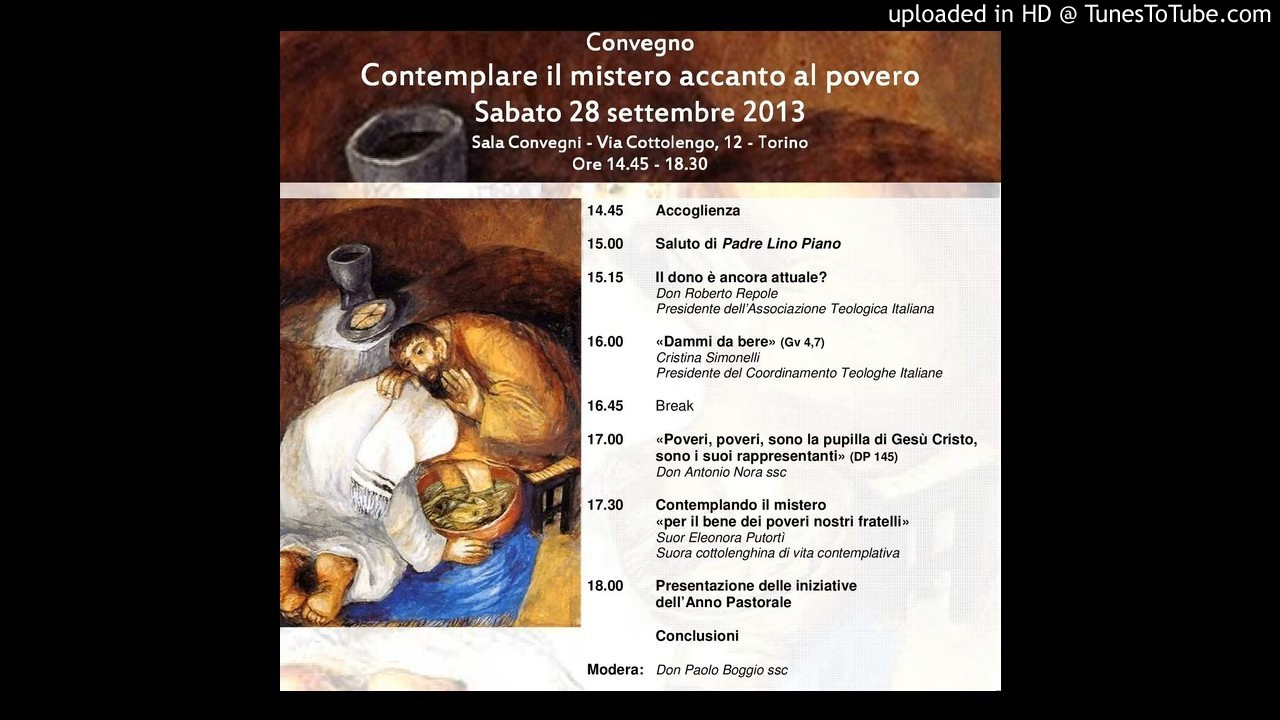 uploaded in HD @ TunesToTube.com
Convegno
Contemplare il mistero accanto al povero
Sabato 28 settembre 2013
Sala Convegni - Via Cottolengo, 12 - Torino
Ore 14.45 - 18.30
14.45 Accoglienza
15.00 Saluto di Padre Lino Piano
15.15 Il dono è ancora attuale?
Don Roberto Repole
Presidente dell'Associazione Teologica Italiana
16.00 «Dammi da bere» (Gv 4,7)
Cristina Simonelli
Presidente del Coordinamento Teologhe Italiane
16.45 Break
17.00 «Poveri, poveri, sono la pupilla di Gesù Cristo,
sono i suoi rappresentanti» (DP 145)
Don Antonio Nora ssc
17.30 Contemplando il mistero
«per il bene dei poveri nostri fratelli»
Suor Eleonora Putortì
Suora cottolenghina di vita contemplativa
18.00 Presentazione delle iniziative
dell'Anno Pastorale
Conclusioni
Modera: Don Paolo Boggio ssc